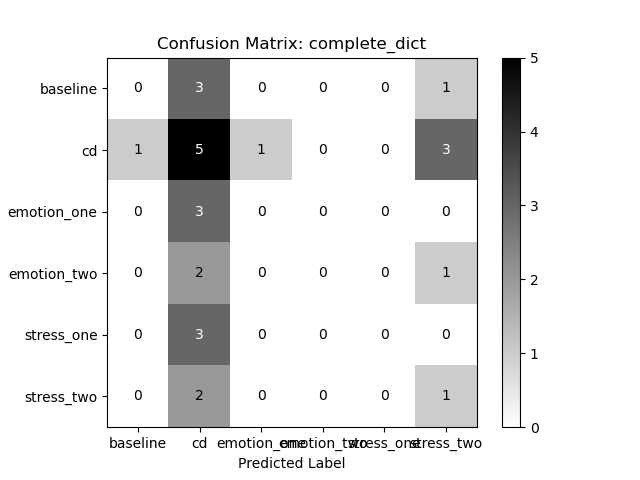 Confusion Matrix: complete_dict
5
baseline 0 3 0 0 0 1
4
cd 1 5 1 0 0 3
3
emotion_one 0 3 0 0 0 0
emotion_two 0 2 0 0 0 1
2
stress_one 0 3 0 0 0 0
1
stress_two 0 2 0 0 0 1
0
baseline cd emotion_one emotion_two stress_one stress_two
Predicted Label